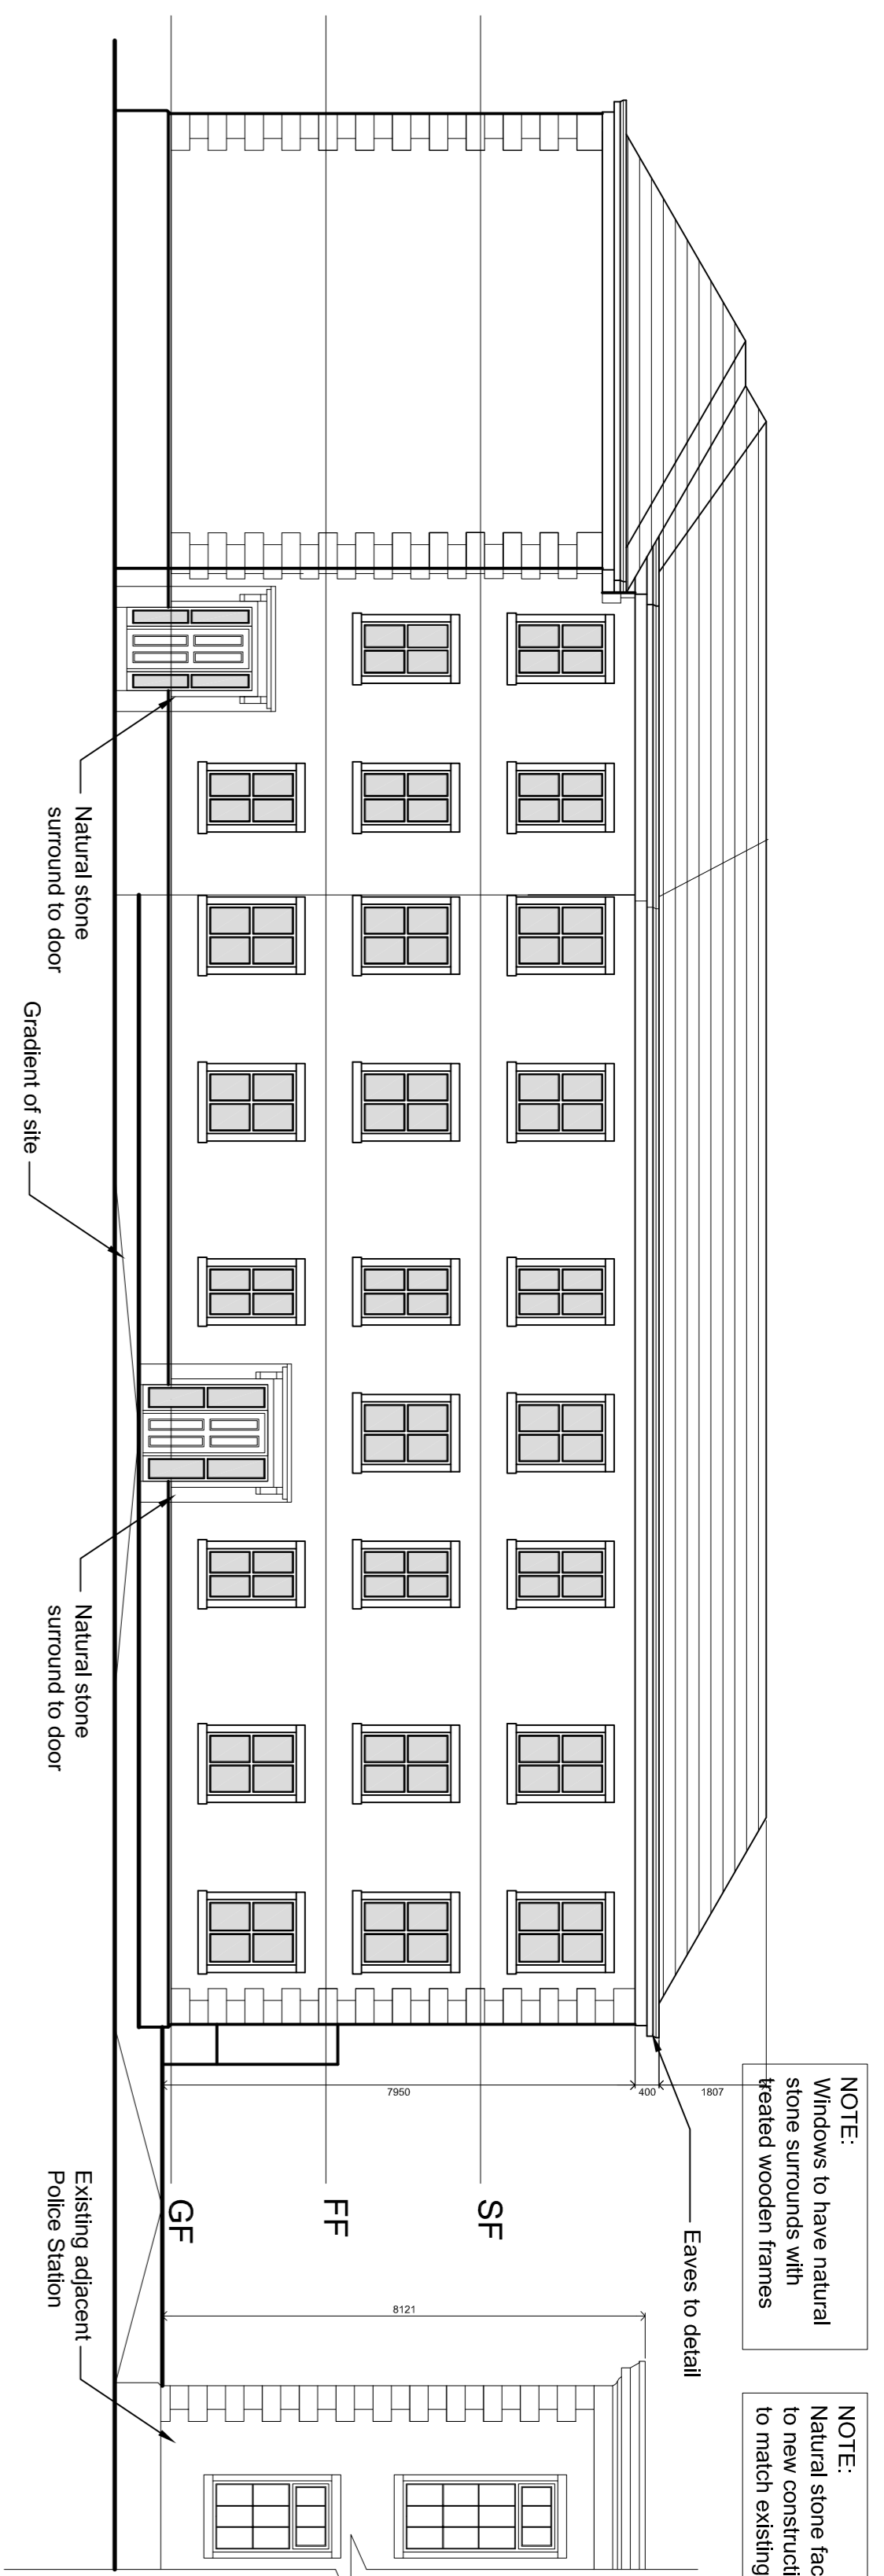 NOTE:
Windows to have natural
stone surrounds with
treated wooden frames
NOTE:
Natural stone fac
to new constructi
to match existing
Eaves to detail
1807
400
7950
8121
SF
FF
GF
Natural stone
surround to door
Gradient of site
Natural stone
surround to door
Existing adjacent
Police Station